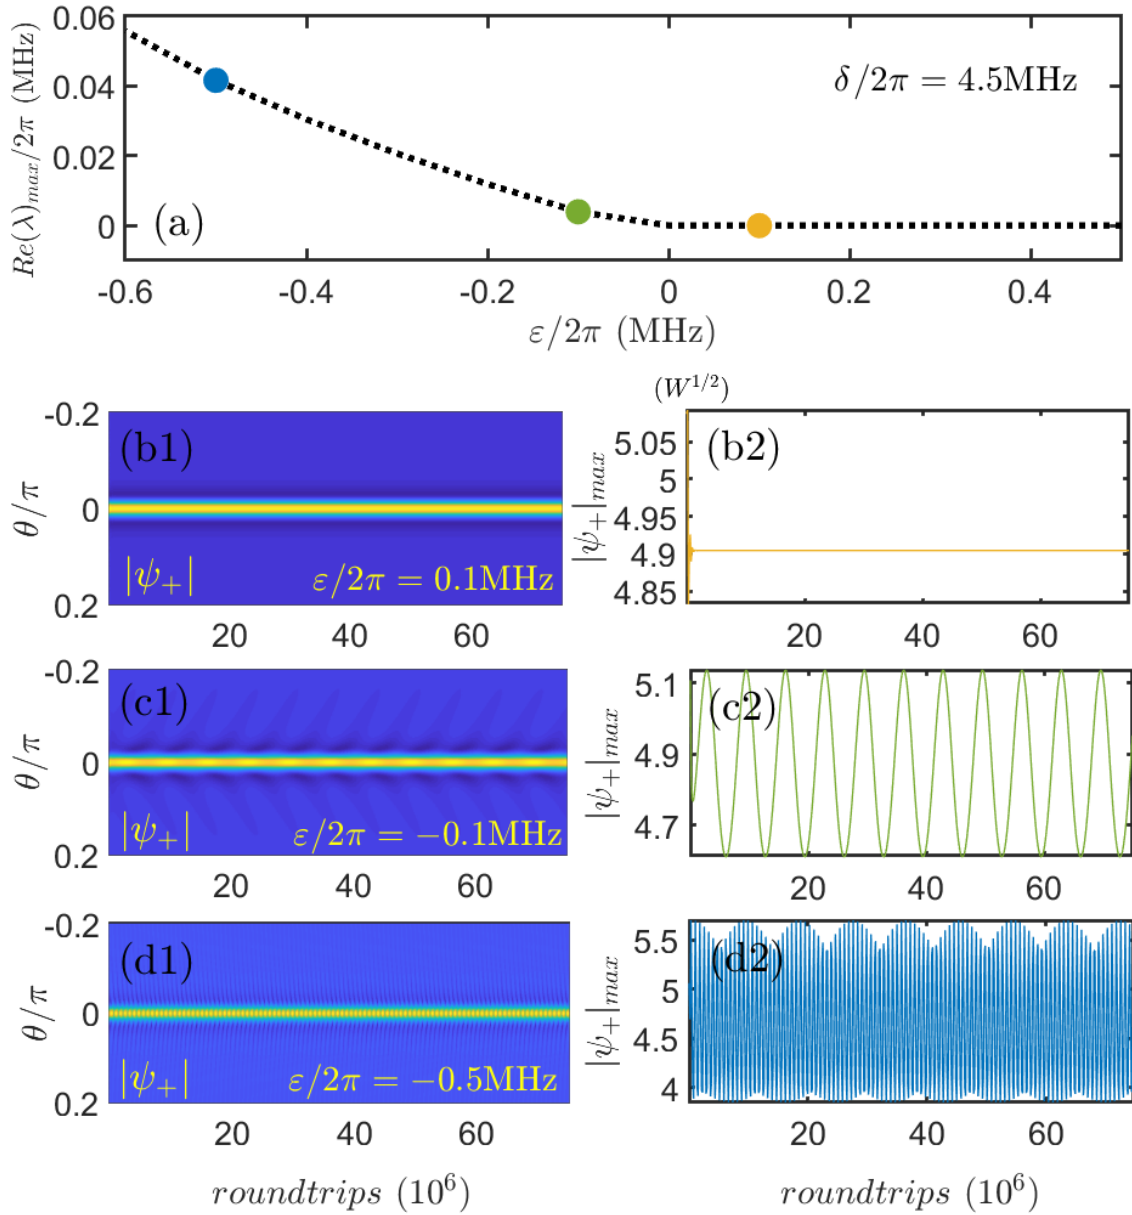 0.06
0.04
0.02
0
Re(λ)max/2π (MHz)
δ/2π = 4.5MHz
(a)
-0.6 -0.4 -0.2 0 0.2 0.4
ε/2π (MHz)
-0.2
0
0.2
θ/π
(b1)
|ψ+| ε/2π = 0.1MHz
20 40 60
(W^1/2)
5.05
5
4.95
4.9
4.85
|ψ+|max
(b2)
20 40 60
-0.2
0
0.2
θ/π
(c1)
|ψ+| ε/2π = −0.1MHz
20 40 60
5.1
4.9
4.7
|ψ+|max
(c2)
20 60
-0.2
0
0.2
θ/π
(d1)
|ψ+| ε/2π = −0.5MHz
20 40 60
roundtrips (10^6)
5.5
5
4.5
4
|ψ+|max
(d2)
20 40 60
roundtrips (10^6)